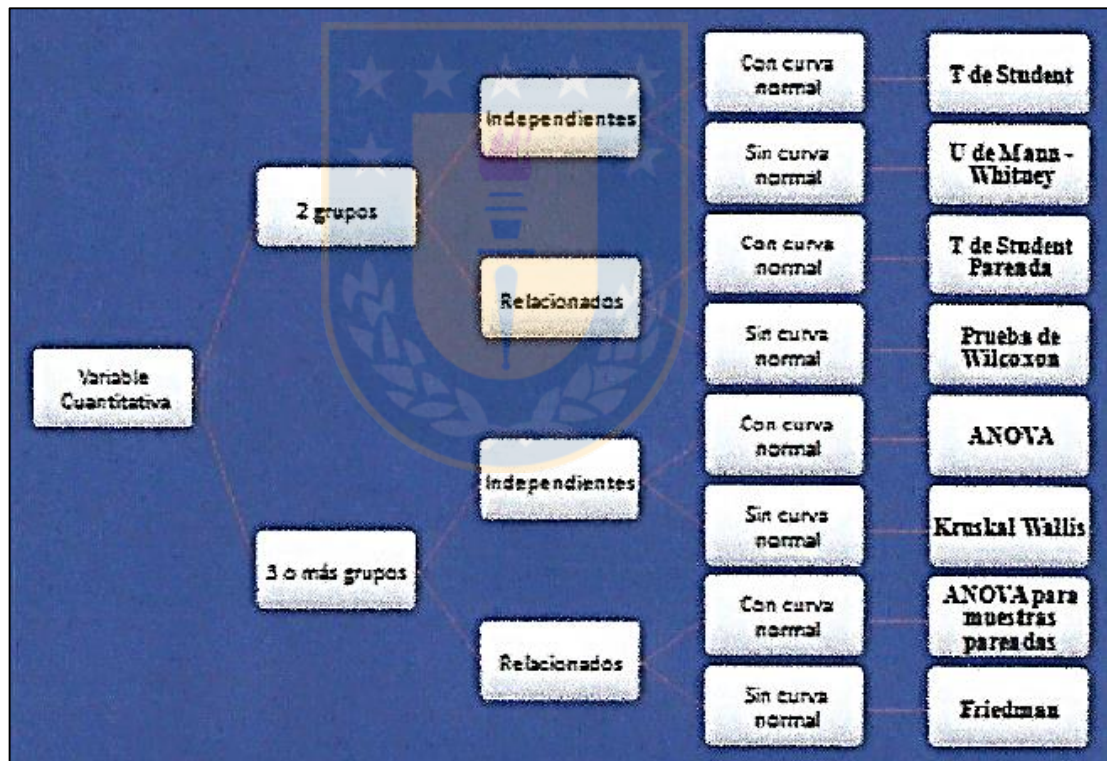 Variable
Cuantitativa
2 grupos
Independientes
Con curva
normal
T de Student
Sin curva
normal
U de Mann -
Whitney
Relacionados
Con curva
normal
T de Student
Pareada
Sin curva
normal
Prueba de
Wilcoxon
3 o más grupos
Independientes
Con curva
normal
ANOVA
Sin curva
normal
Kruskal Wallis
Relacionados
Con curva
normal
ANOVA para
muestras
pareadas
Sin curva
normal
Friedman